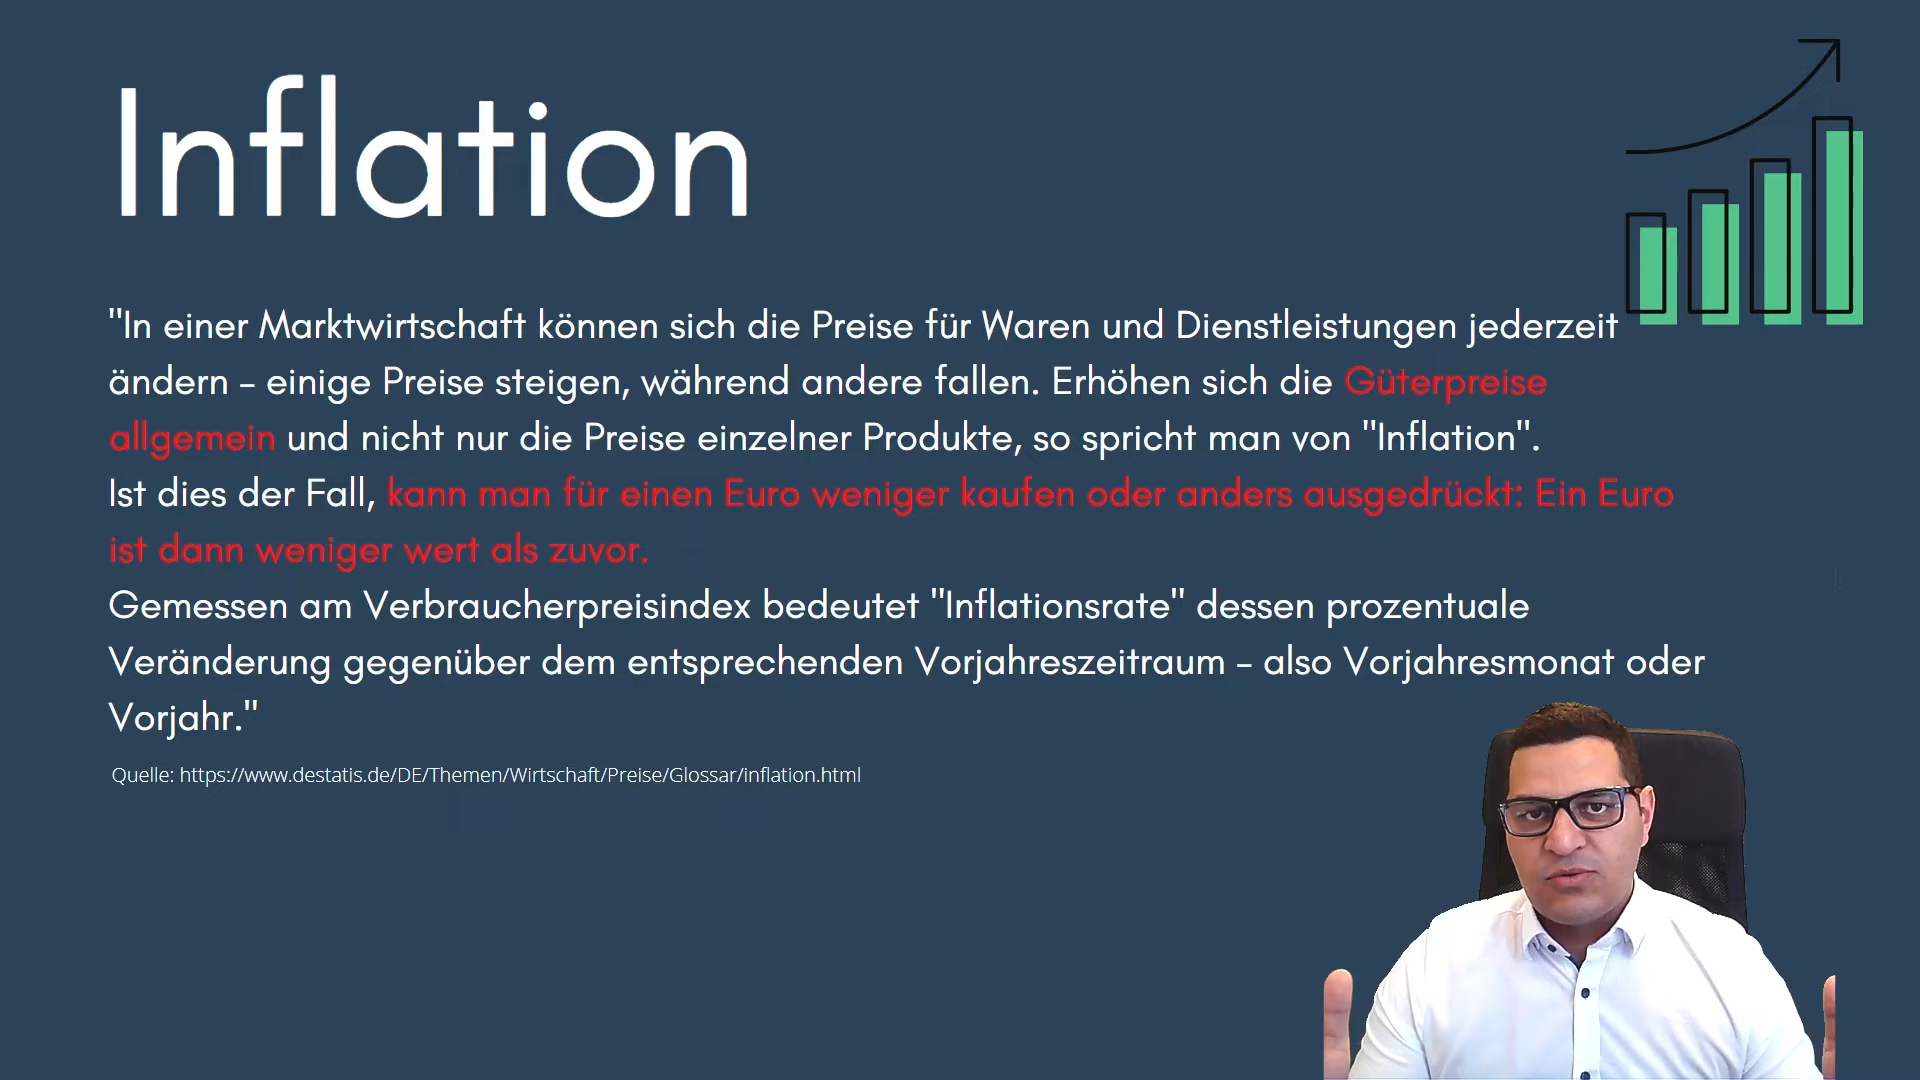 Inflation
"In einer Marktwirtschaft können sich die Preise für Waren und Dienstleistungen jederzeit
ändern – einige Preise steigen, während andere fallen. Erhöhen sich die Güterpreise
allgemein und nicht nur die Preise einzelner Produkte, so spricht man von "Inflation".
Ist dies der Fall, kann man für einen Euro weniger kaufen oder anders ausgedrückt: Ein Euro
ist dann weniger wert als zuvor.
Gemessen am Verbraucherpreisindex bedeutet "Inflationsrate" dessen prozentuale
Veränderung gegenüber dem entsprechenden Vorjahreszeitraum – also Vorjahresmonat oder
Vorjahr."
Quelle: https://www.destatis.de/DE/Themen/Wirtschaft/Preise/Glossar/inflation.html